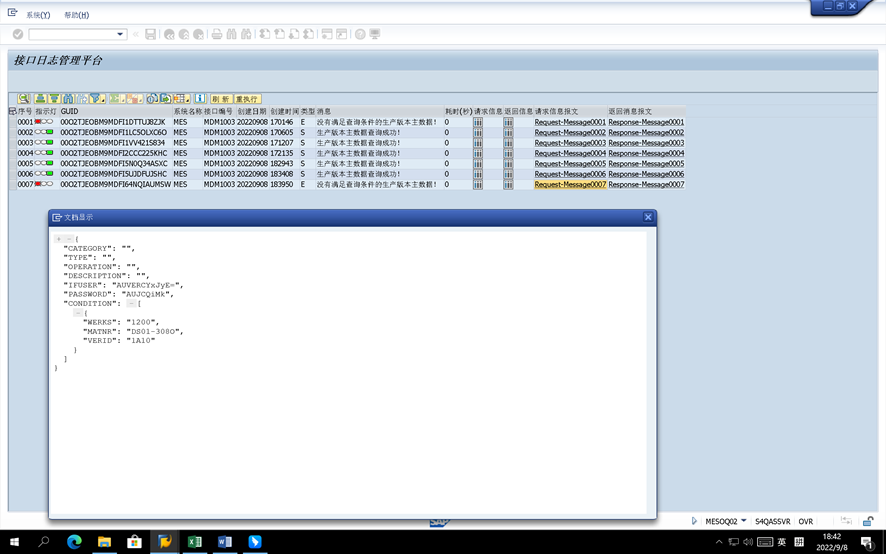 系统(Y) 帮助(H)
接口日志管理平台
刷 新 重执行
序号 指示灯 GUID 系统名称 接口编号 创建日期 创建时间 类型 消息 耗时(秒) 请求信息 返回信息 请求信息报文 返回消息报文
0001 00O2TJEOBM9MDFI1DTTUJ8ZJK MES MDM1003 20220908 170146 E 没有满足查询条件的生产版本主数据! 0 Request-Message0001 Response-Message0001
0002 00O2TJEOBM9MDFI1LC5OLXC6O MES MDM1003 20220908 170605 S 生产版本主数据查询成功! 0 Request-Message0002 Response-Message0002
0003 00O2TJEOBM9MDFI1VV421S834 MES MDM1003 20220908 171207 S 生产版本主数据查询成功! 0 Request-Message0003 Response-Message0003
0004 00O2TJEOBM9MDFI2CCC225KHC MES MDM1003 20220908 172135 S 生产版本主数据查询成功! 0 Request-Message0004 Response-Message0004
0005 00O2TJEOBM9MDFI5N0Q34ASXC MES MDM1003 20220908 182943 S 生产版本主数据查询成功! 0 Request-Message0005 Response-Message0005
0006 00O2TJEOBM9MDFI5UJDFUJSHC MES MDM1003 20220908 183408 S 生产版本主数据查询成功! 0 Request-Message0006 Response-Message0006
0007 00O2TJEOBM9MDFI64NQIAUMSW MES MDM1003 20220908 183950 E 没有满足查询条件的生产版本主数据! 0 Request-Message0007 Response-Message0007
文档显示
+ - {
"CATEGORY": "",
"TYPE": "",
"OPERATION": "",
"DESCRIPTION": "",
"IFUSER": "AUVERCYxJyE=",
"PASSWORD": "AUJCQiMk",
"CONDITION": - [
- {
"WERKS": "1200",
"MATNR": "DS01-308O",
"VERID": "1A10"
}
]
}
SAP
MESOQ02 S4QASSVR OVR
英 拼 18:42
2022/9/8 1